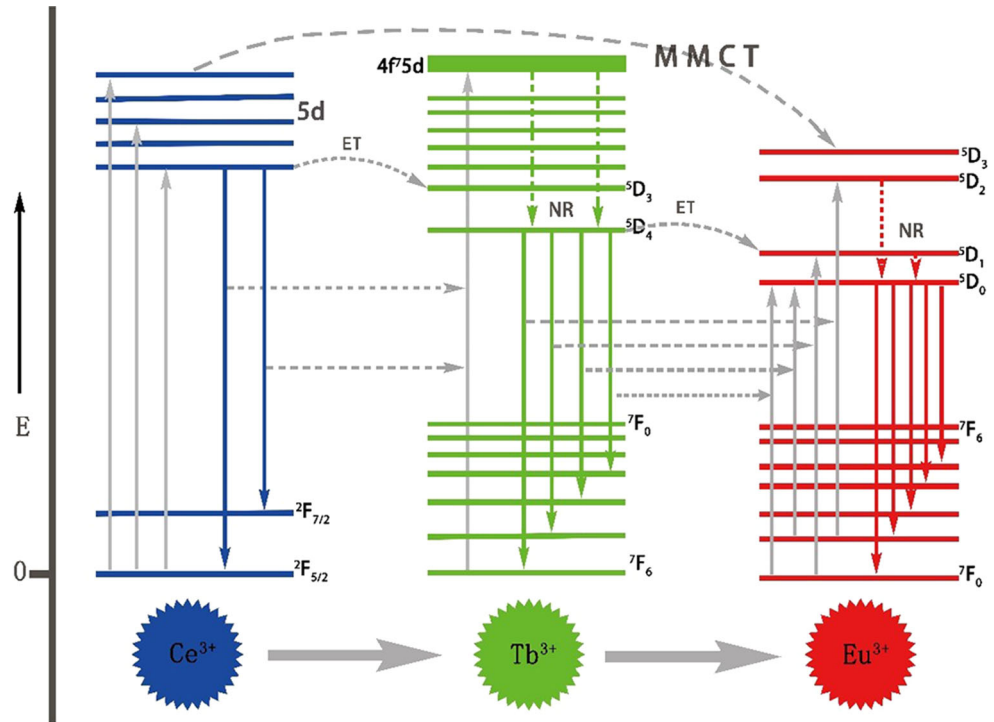 MMCT
4f⁷5d
5d
ET
⁵D₃
⁵D₂
⁵D₃
NR
⁵D₄
ET
NR
⁵D₁
⁵D₀
E
⁷F₀
⁷F₆
²F₇/₂
0
²F₅/₂
⁷F₆
⁷F₀
Ce³⁺
Tb³⁺
Eu³⁺